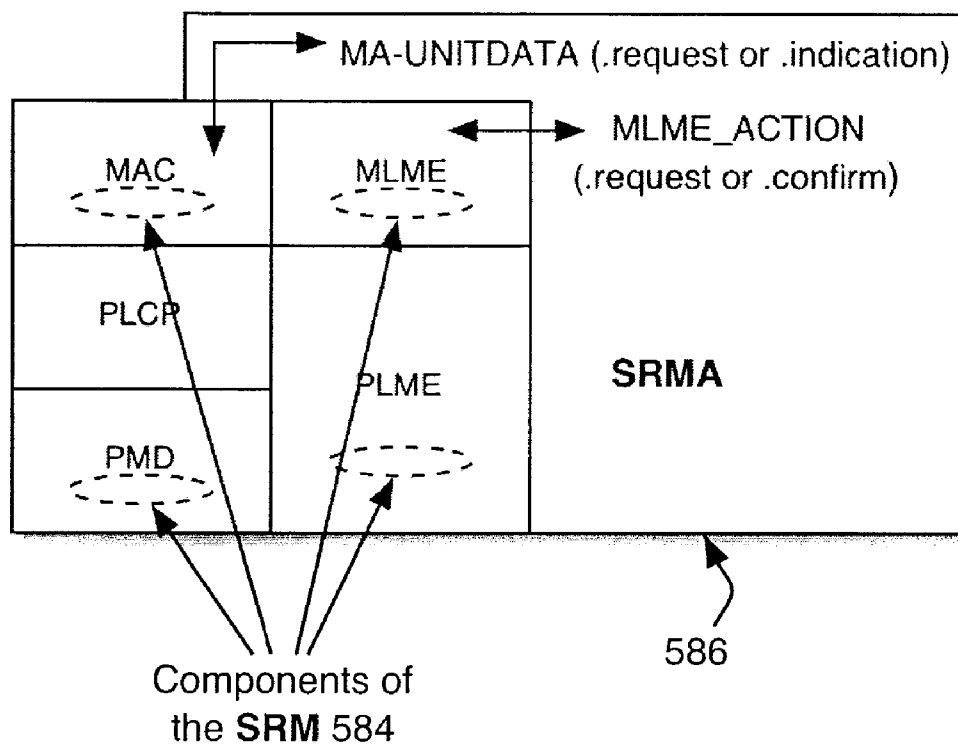 MA-UNITDATA (.request or .indication)
MLME_ACTION
(.request or .confirm)
MAC
MLME
PLCP
PLME
SRMA
PMD
586
Components of
the SRM 584